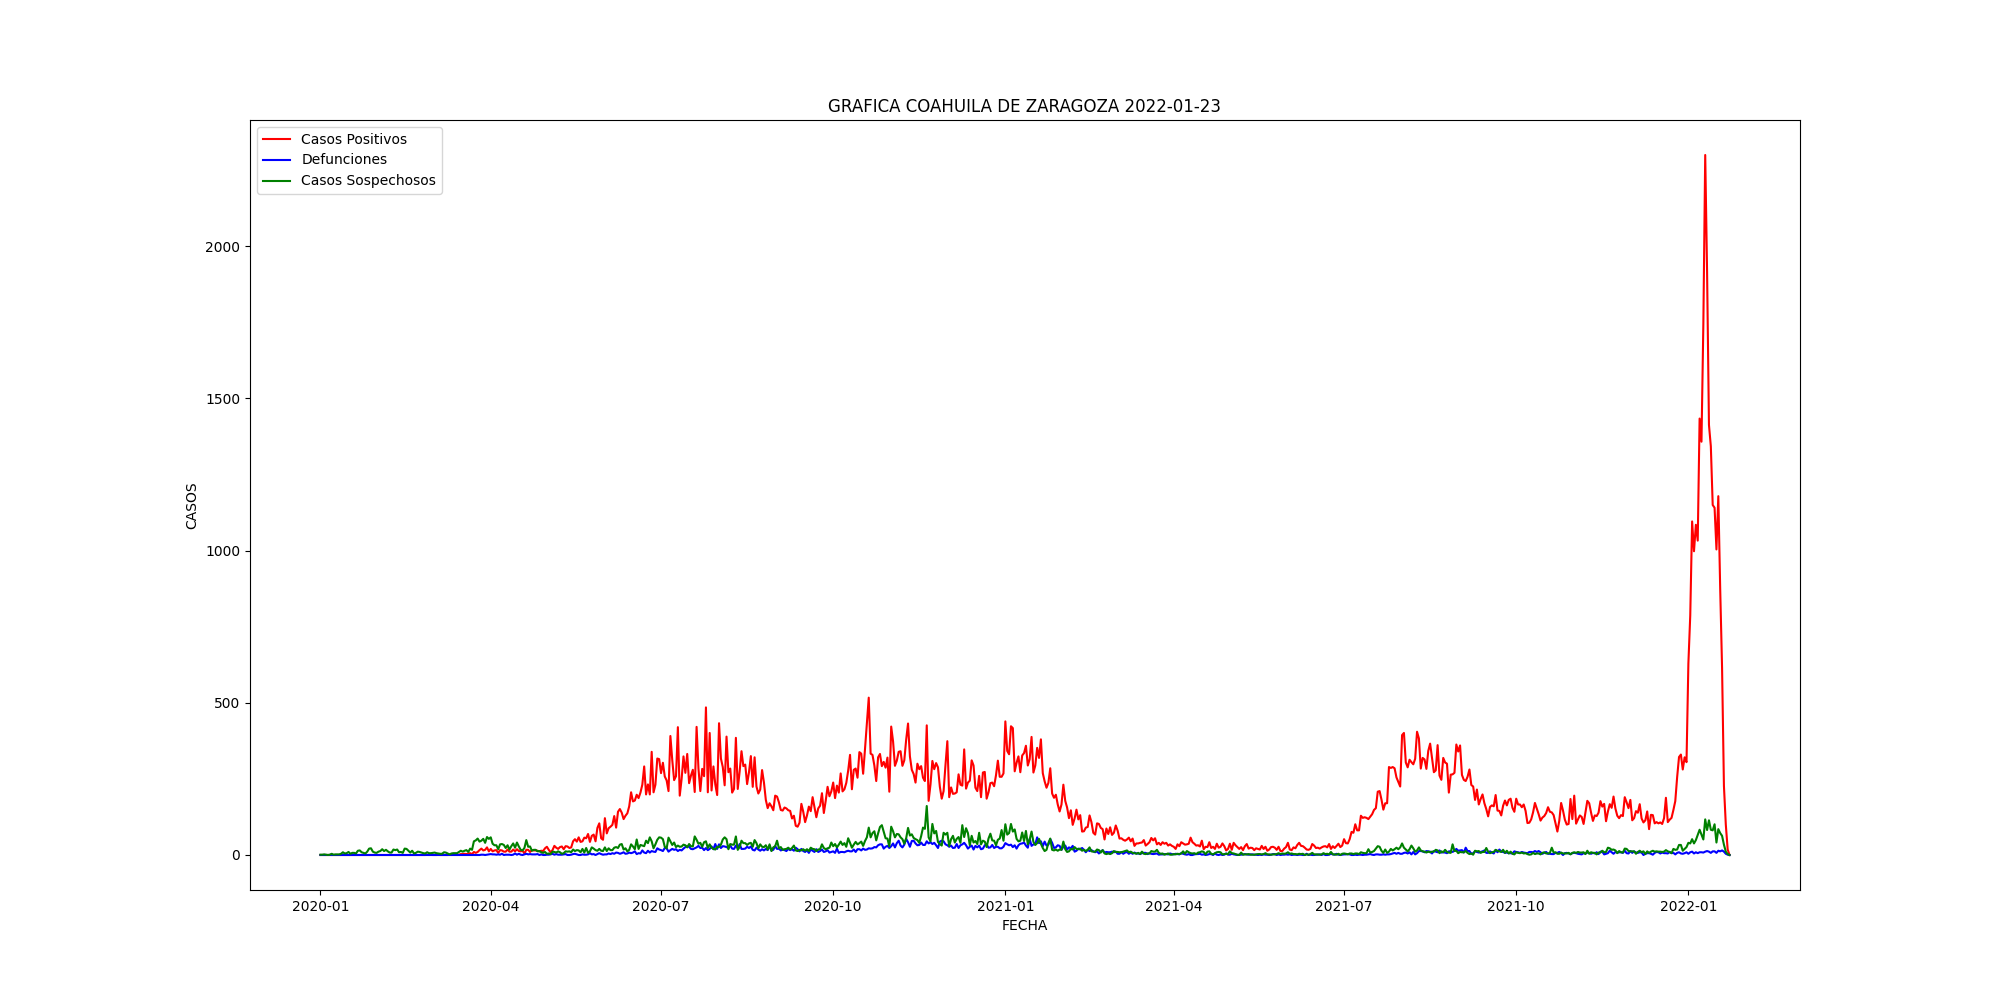 GRAFICA COAHUILA DE ZARAGOZA 2022-01-23
Casos Positivos
Defunciones
Casos Sospechosos
CASOS
2000
1500
1000
500
0
2020-01 2020-04 2020-07 2020-10 2021-01 2021-04 2021-07 2021-10 2022-01
FECHA